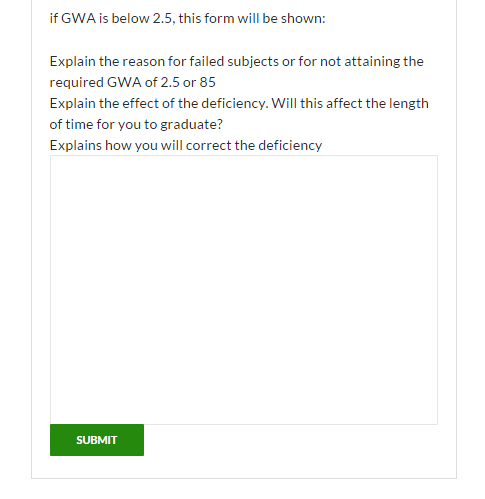 if GWA is below 2.5, this form will be shown:
Explain the reason for failed subjects or for not attaining the
required GWA of 2.5 or 85
Explain the effect of the deficiency. Will this affect the length
of time for you to graduate?
Explains how you will correct the deficiency
SUBMIT